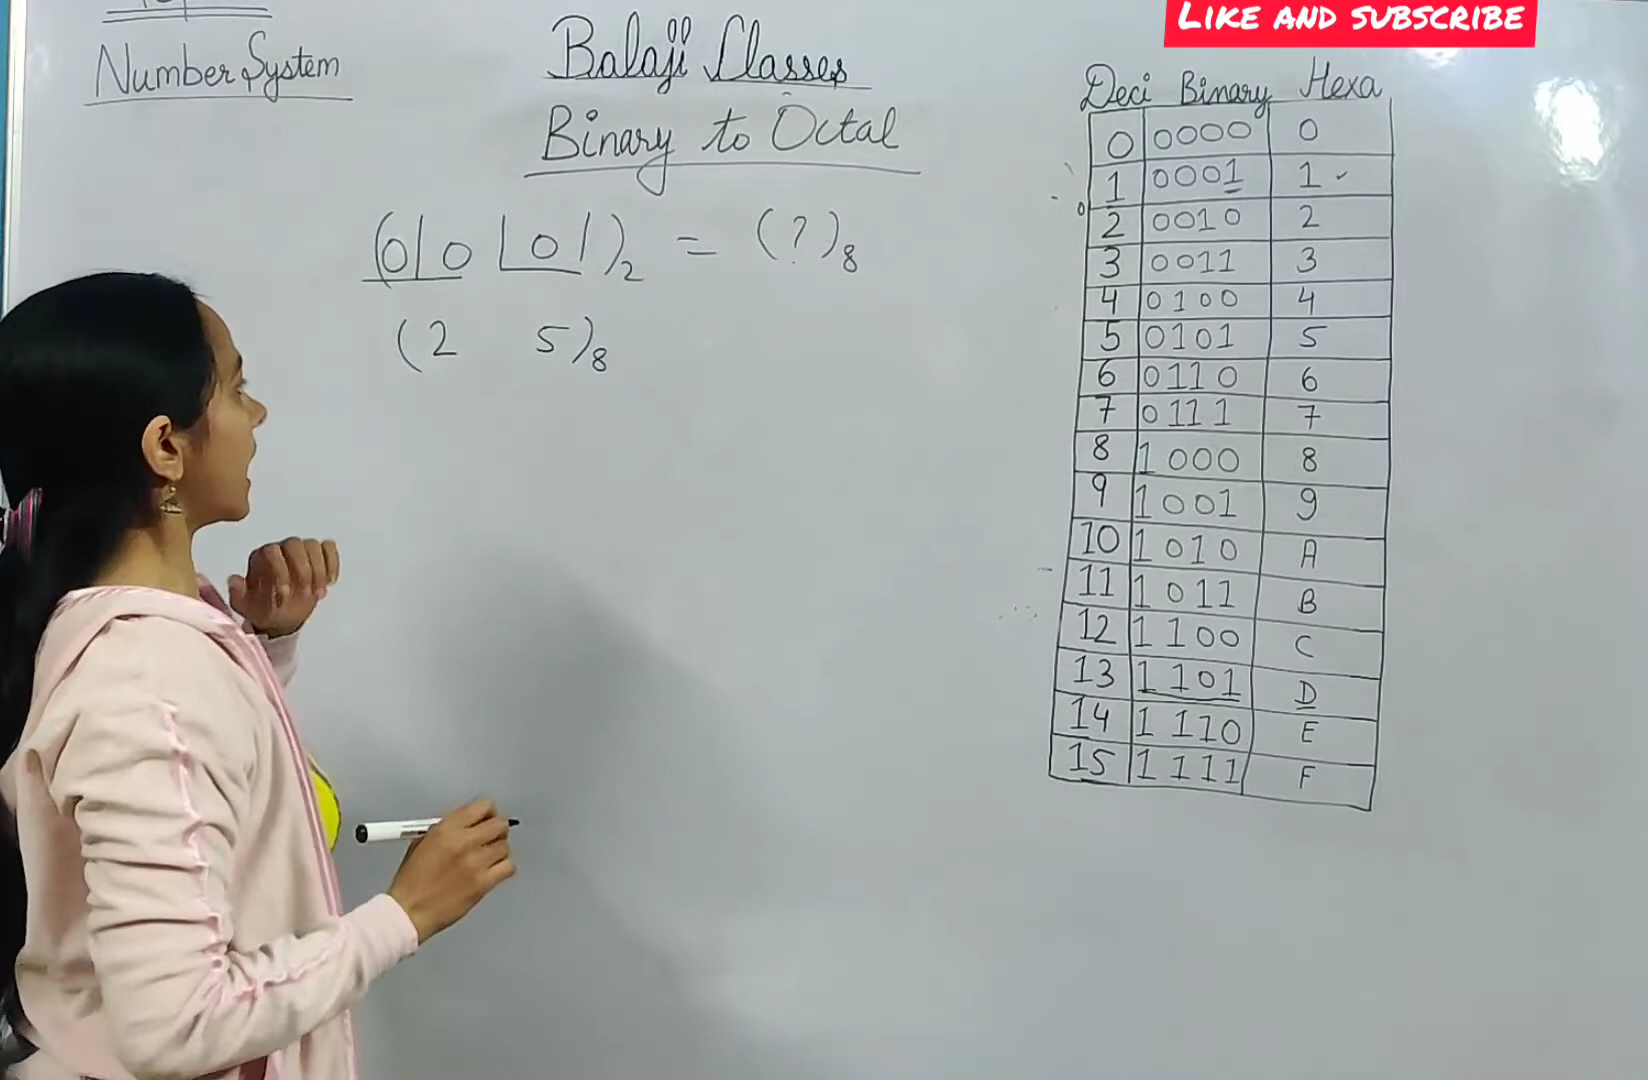 LIKE AND SUBSCRIBE
Number System
Balaji Classes
Binary to Octal
(010 101)₂ = (?)₈
(2 5)₈
Deci Binary Hexa
0 0000 0
1 0001 1
2 0010 2
3 0011 3
4 0100 4
5 0101 5
6 0110 6
7 0111 7
8 1000 8
9 1001 9
10 1010 A
11 1011 B
12 1100 C
13 1101 D
14 1110 E
15 1111 F